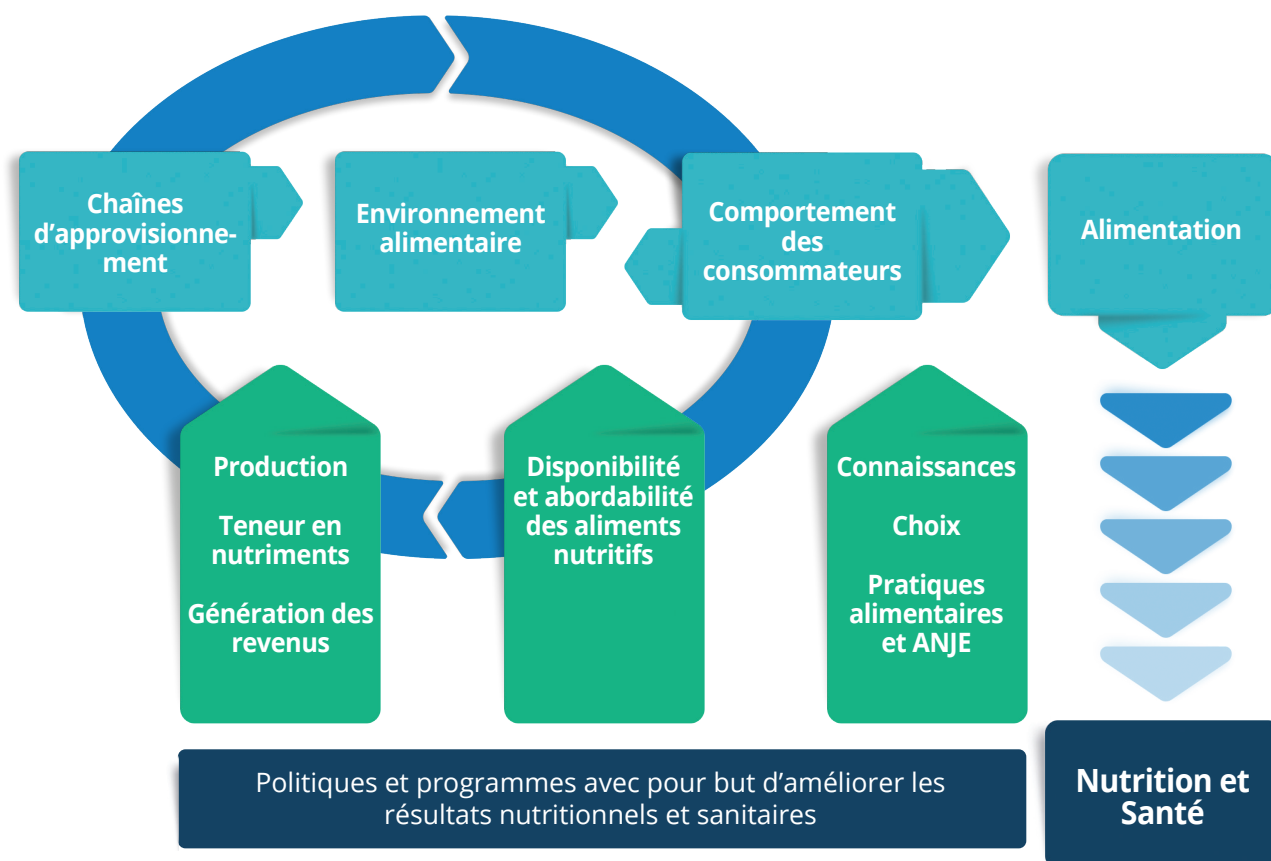 Chaînes
d’approvisionne-
ment
Environnement
alimentaire
Comportement
des
consommateurs
Alimentation
Production
Teneur en
nutriments
Génération des
revenus
Disponibilité
et abordabilité
des aliments
nutritifs
Connaissances
Choix
Pratiques
alimentaires
et ANJE
Politiques et programmes avec pour but d’améliorer les
résultats nutritionnels et sanitaires
Nutrition et
Santé